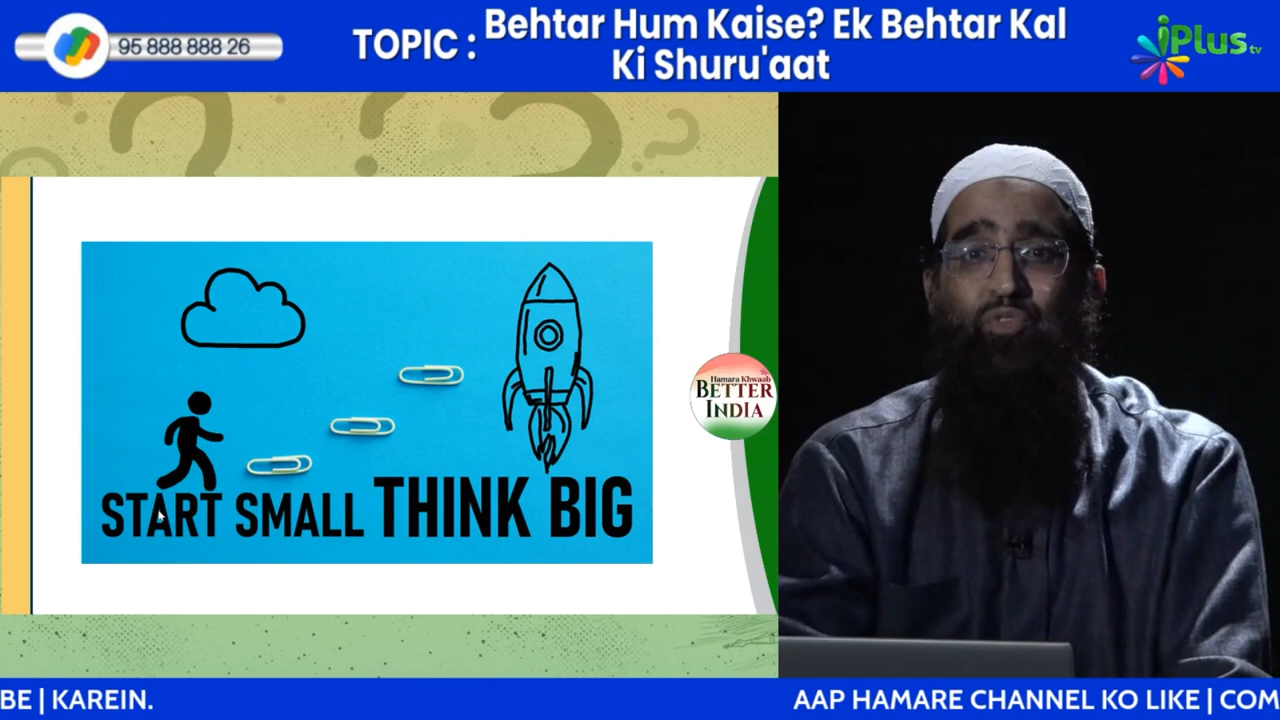 95 888 888 26
TOPIC : Behtar Hum Kaise? Ek Behtar Kal
Ki Shuru'aat
iPlus tv
START SMALL THINK BIG
Hamara Khwaab
BETTER
INDIA
BE | KAREIN.
AAP HAMARE CHANNEL KO LIKE | COM